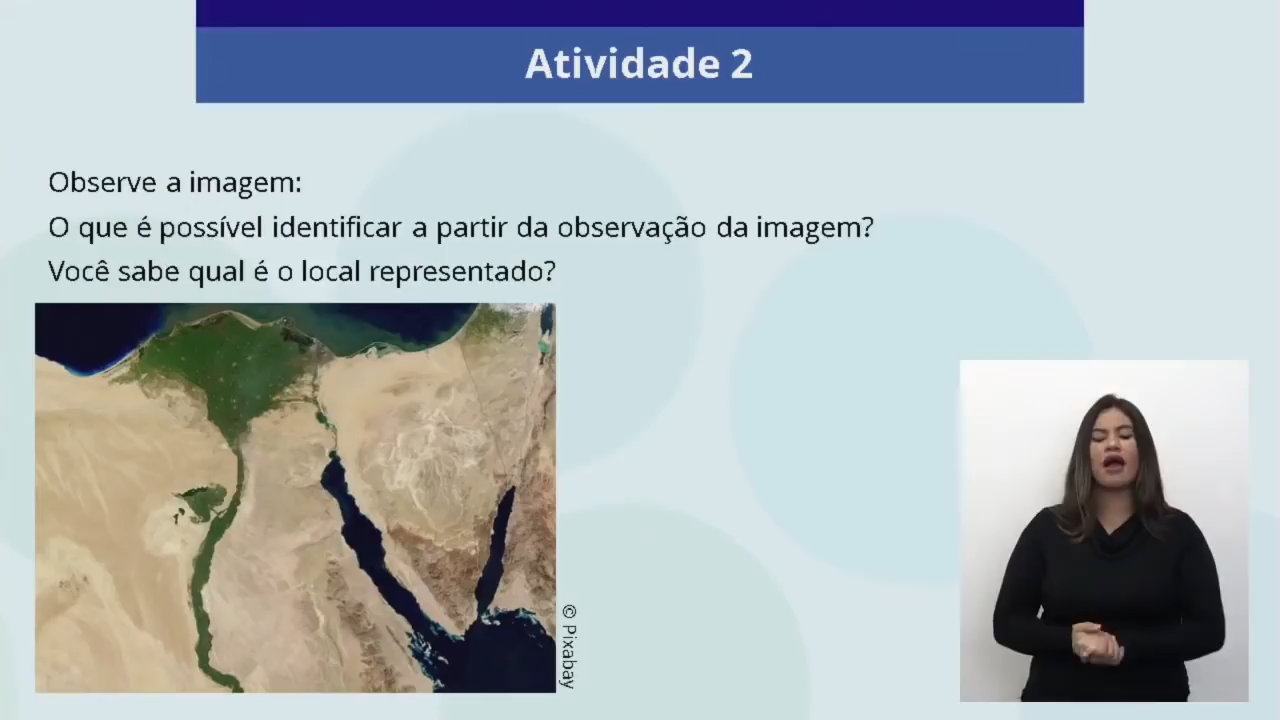 Atividade 2
Observe a imagem:
O que é possível identificar a partir da observação da imagem?
Você sabe qual é o local representado?
© Pixabay